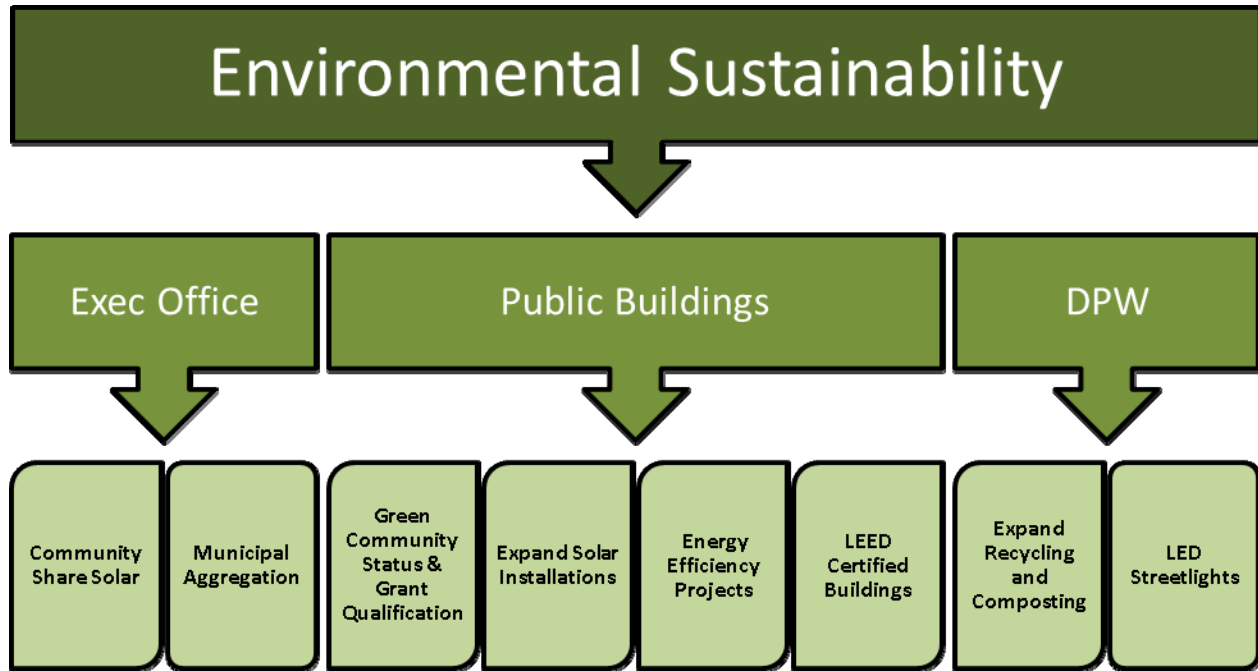 Environmental Sustainability
Exec Office
Public Buildings
DPW
Community
Share Solar
Municipal
Aggregation
Green
Community
Status &
Grant
Qualification
Expand Solar
Installations
Energy
Efficiency
Projects
LEED
Certified
Buildings
Expand
Recycling
and
Composting
LED
Streetlights